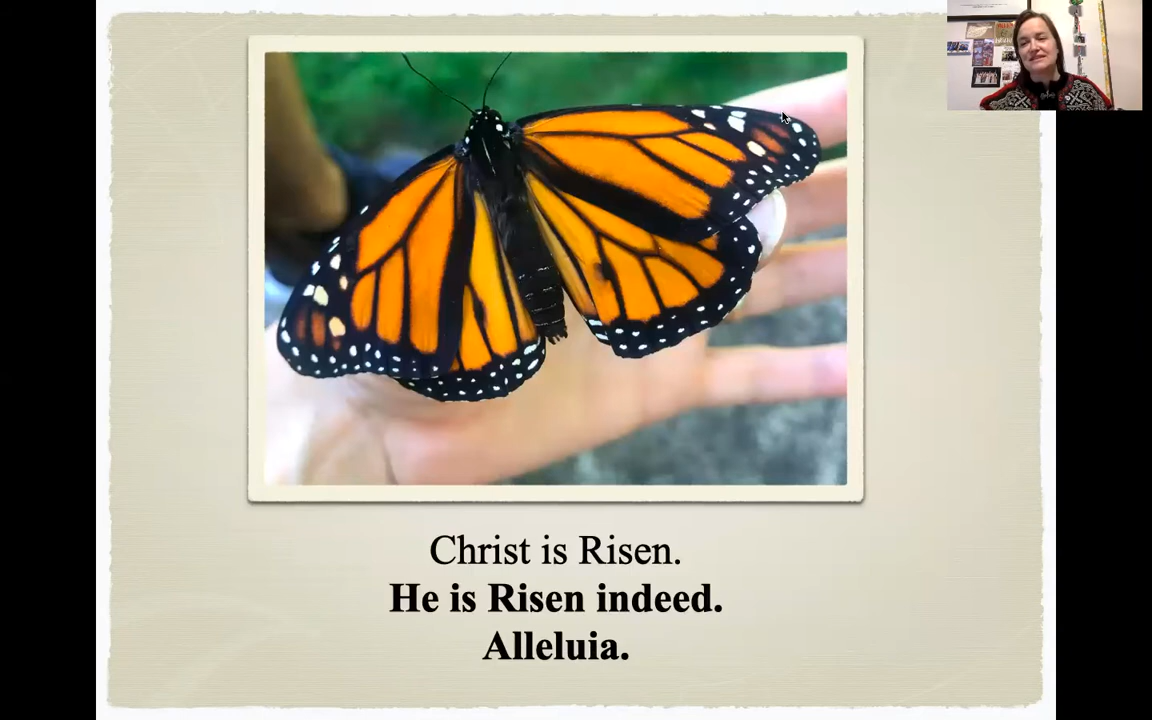 Christ is Risen.
He is Risen indeed.
Alleluia.